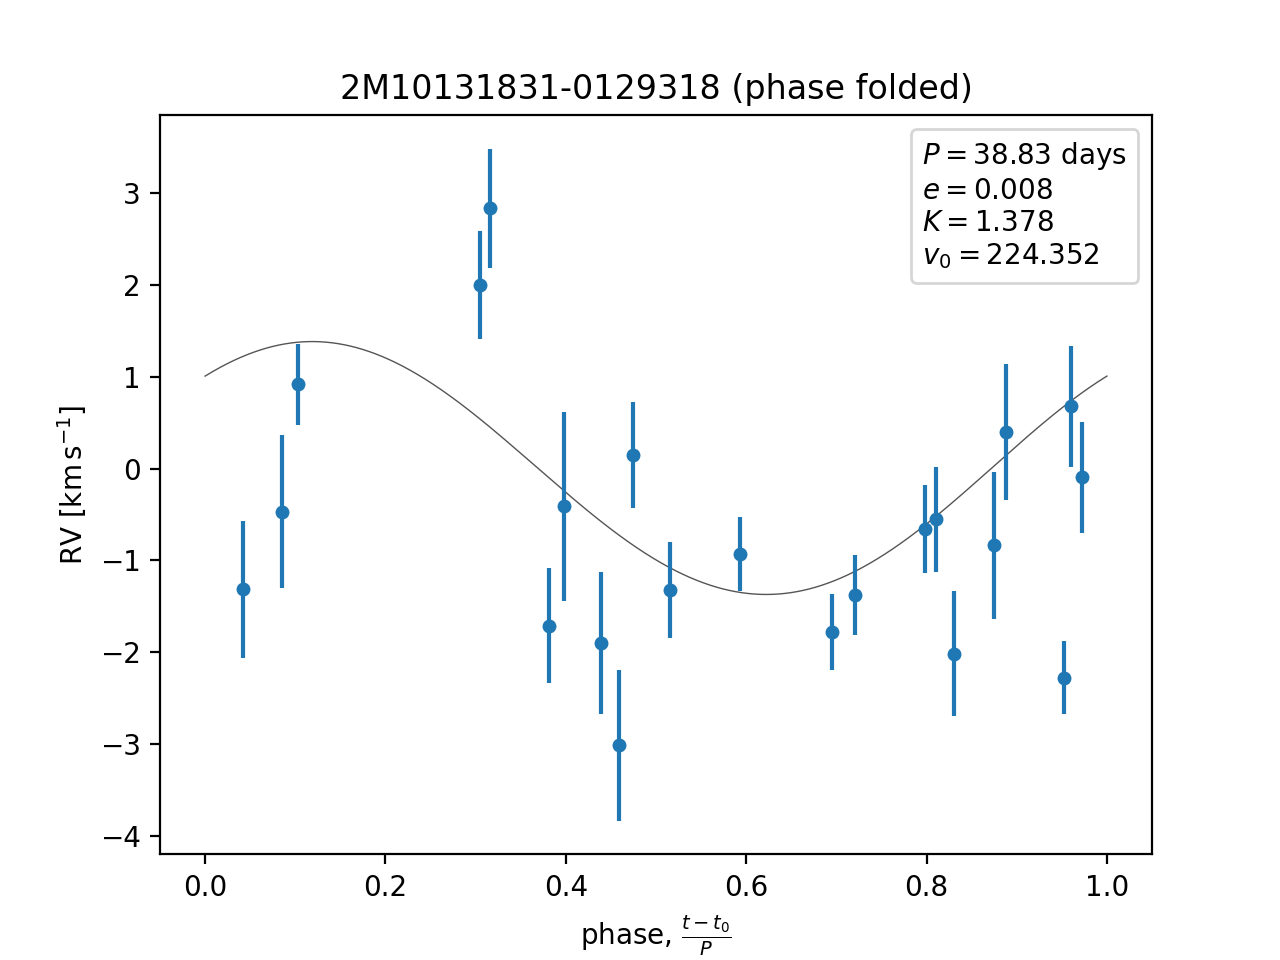 2M10131831-0129318 (phase folded)
P = 38.83 days
e = 0.008
K = 1.378
v₀ = 224.352
RV [km s⁻¹]
3
2
1
0
−1
−2
−3
−4
0.0 0.2 0.4 0.6 0.8 1.0
phase, (t − t₀)/P